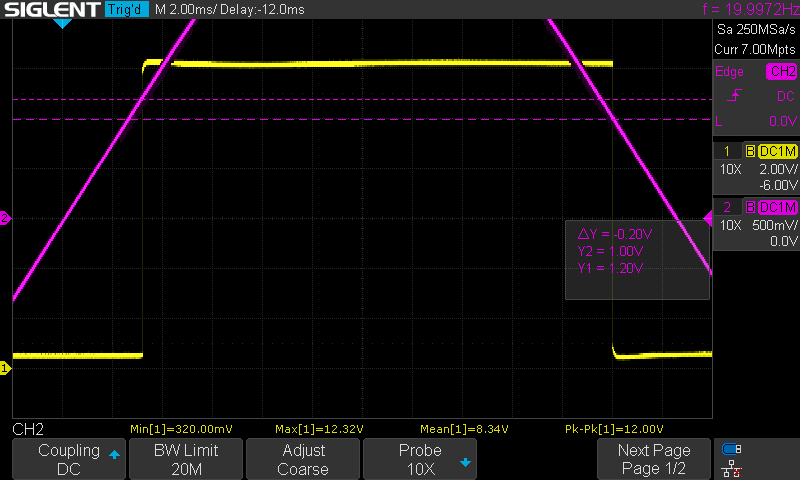 SIGLENT Trig'd M 2.00ms/ Delay:-12.0ms f = 19.9972Hz
Sa 250MSa/s
Curr 7.00Mpts
Edge CH2
DC
L 0.0V
1 B DC1M
10X 2.00V/
-6.00V
2 B DC1M
10X 500mV/
0.0V
2
△Y = -0.20V
Y2 = 1.00V
Y1 = 1.20V
1
CH2 Min[1]=320.00mV Max[1]=12.32V Mean[1]=8.34V Pk-Pk[1]=12.00V
Coupling
DC
BW Limit
20M
Adjust
Coarse
Probe
10X
Next Page
Page 1/2